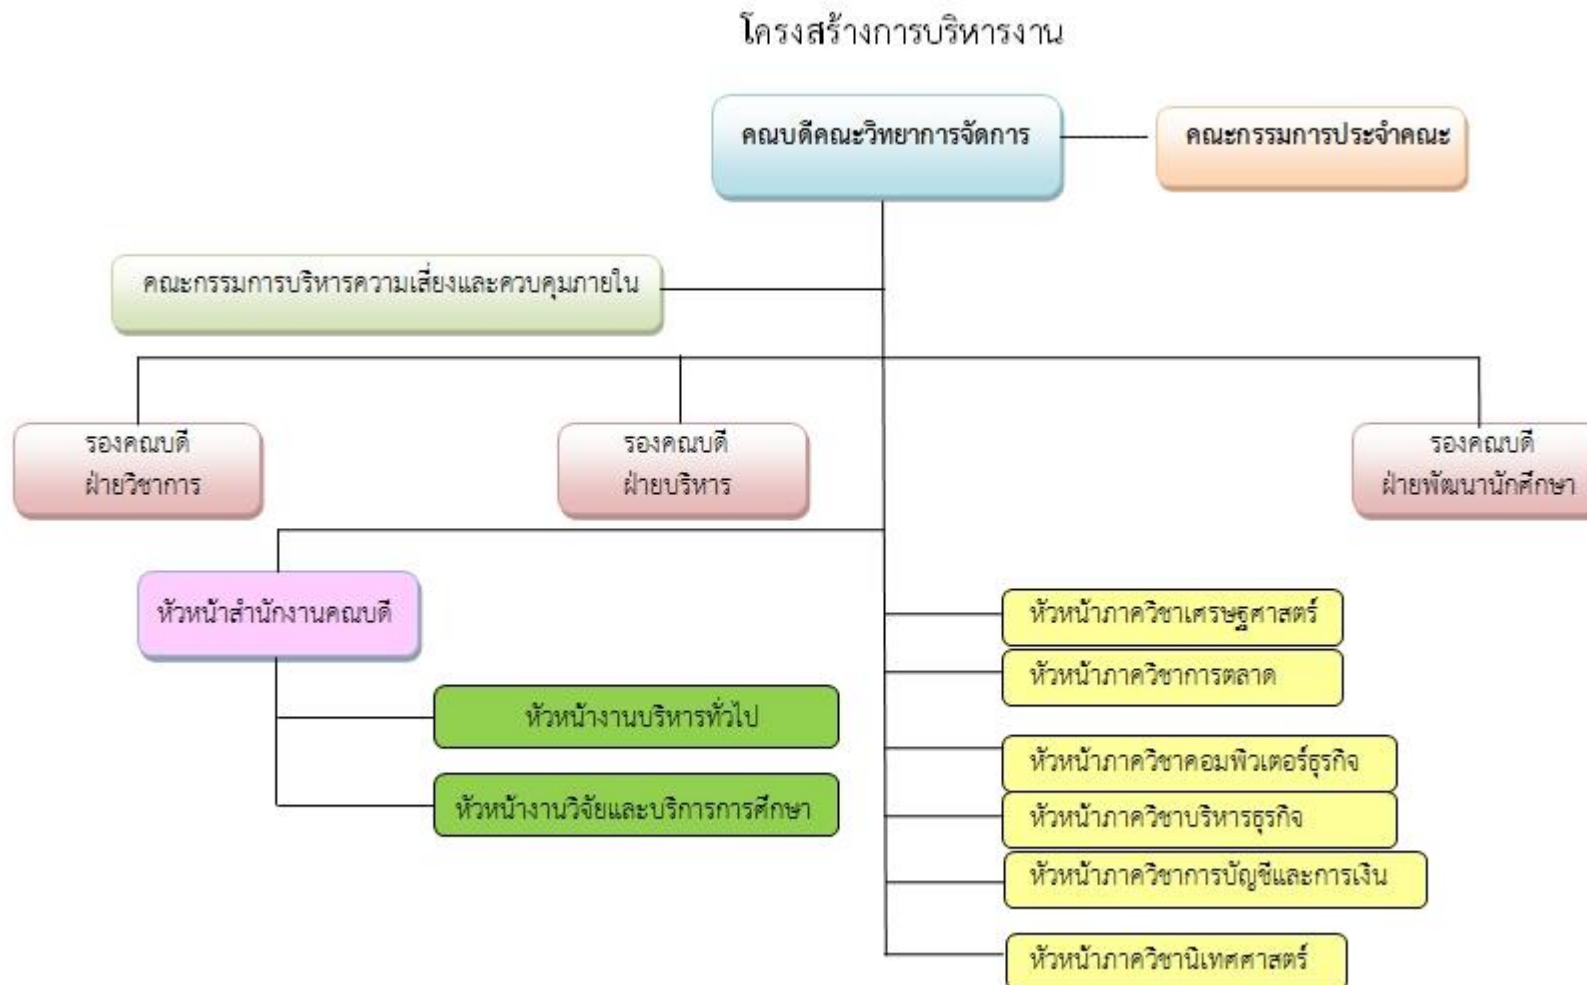 โครงสร้างการบริหารงาน
คณบดีคณะวิทยาการจัดการ
คณะกรรมการประจำคณะ
คณะกรรมการบริหารความเสี่ยงและควบคุมภายใน
รองคณบดี
ฝ่ายวิชาการ
รองคณบดี
ฝ่ายบริหาร
รองคณบดี
ฝ่ายพัฒนานักศึกษา
หัวหน้าสำนักงานคณบดี
หัวหน้างานบริหารทั่วไป
หัวหน้างานวิจัยและบริการการศึกษา
หัวหน้าภาควิชาเศรษฐศาสตร์
หัวหน้าภาควิชาการตลาด
หัวหน้าภาควิชาคอมพิวเตอร์ธุรกิจ
หัวหน้าภาควิชาบริหารธุรกิจ
หัวหน้าภาควิชาการบัญชีและการเงิน
หัวหน้าภาควิชานิเทศศาสตร์